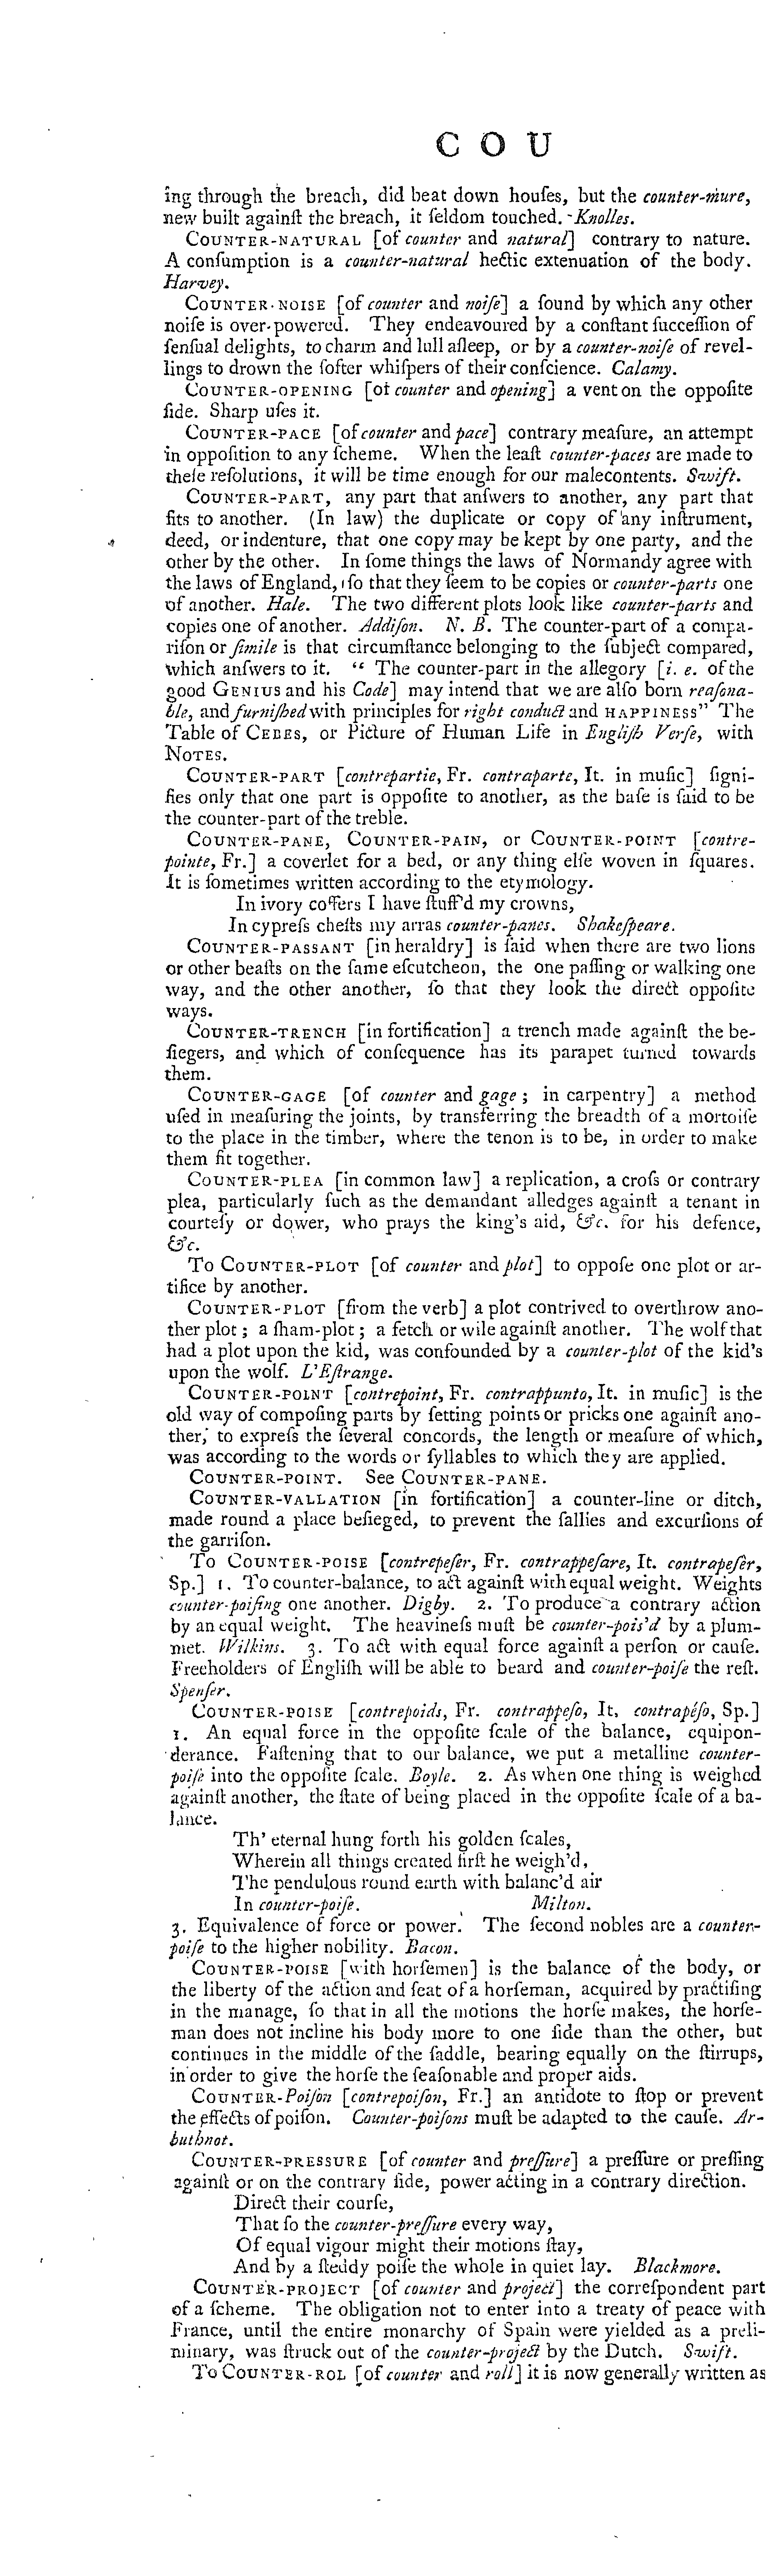 C O U
ing through the breach, did beat down houſes, but the counter-mure,
new built againſt the breach, it ſeldom touched. Knolles.
COUNTER-NATURAL [of counter and natural] contrary to nature.
A conſumption is a counter-natural hectic extenuation of the body.
Harvey.
COUNTER-NOISE [of counter and noiſe] a ſound by which any other
noiſe is over-powered. They endeavoured by a conſtant ſucceſſion of
ſenſual delights, to charm and lull aſleep, or by a counter-noiſe of revel-
lings to drown the ſofter whiſpers of their conſcience. Calamy.
COUNTER-OPENING [of counter and opening] a vent on the oppoſite
ſide. Sharp uſes it.
COUNTER-PACE [of counter and pace] contrary meaſure, an attempt
in oppoſition to any ſcheme. When the leaſt counter-paces are made to
theſe reſolutions, it will be time enough for our malecontents. Swift.
COUNTER-PART, any part that anſwers to another, any part that
fits to another. (In law) the duplicate or copy of any inſtrument,
deed, or indenture, that one copy may be kept by one party, and the
other by the other. In ſome things the laws of Normandy agree with
the laws of England, ſo that they ſeem to be copies or counter-parts one
of another. Hale. The two different plots look like counter-parts and
copies one of another. Addiſon. N. B. The counter-part of a compa-
riſon or ſimile is that circumſtance belonging to the ſubject compared,
which anſwers to it. “ The counter-part in the allegory [i. e. of the
good GENIUS and his Code] may intend that we are alſo born reaſona-
ble, and furniſhed with principles for right conduct and HAPPINESS” The
Table of CEBES, or Picture of Human Life in Engliſh Verſe, with
NOTES.
COUNTER-PART [contrepartie, Fr. contraparte, It. in muſic] ſigni-
fies only that one part is oppoſite to another, as the baſe is ſaid to be
the counter-part of the treble.
COUNTER-PANE, COUNTER-PAIN, or COUNTER-POINT [contre-
pointe, Fr.] a coverlet for a bed, or any thing elſe woven in ſquares.
It is ſometimes written according to the etymology.
In ivory coffers I have ſtuff'd my crowns,
In cypreſs cheſts my arras counter-panes. Shakeſpeare.
COUNTER-PASSANT [in heraldry] is ſaid when there are two lions
or other beaſts on the ſame eſcutcheon, the one paſſing or walking one
way, and the other another, ſo that they look the direct oppoſite
ways.
COUNTER-TRENCH [in fortification] a trench made againſt the be-
ſiegers, and which of conſequence has its parapet turned towards
them.
COUNTER-GAGE [of counter and gage; in carpentry] a method
uſed in meaſuring the joints, by transferring the breadth of a mortoiſe
to the place in the timber, where the tenon is to be, in order to make
them fit together.
COUNTER-PLEA [in common law] a replication, a croſs or contrary
plea, particularly ſuch as the demandant alledges againſt a tenant in
courteſy or dower, who prays the king's aid, &c. for his defence,
&c.
To COUNTER-PLOT [of counter and plot] to oppoſe one plot or ar-
tifice by another.
COUNTER-PLOT [from the verb] a plot contrived to overthrow ano-
ther plot; a ſham-plot; a fetch or wile againſt another. The wolf that
had a plot upon the kid, was confounded by a counter-plot of the kid's
upon the wolf. L'Eſtrange.
COUNTER-POINT [contrepoint, Fr. contrappunto, It. in muſic] is the
old way of compoſing parts by ſetting points or pricks one againſt ano-
ther, to expreſs the ſeveral concords, the length or meaſure of which,
was according to the words or ſyllables to which they are applied.
COUNTER-POINT. See COUNTER-PANE.
COUNTER-VALLATION [in fortification] a counter-line or ditch,
made round a place beſieged, to prevent the ſallies and excurſions of
the garriſon.
To COUNTER-POISE [contrepeſer, Fr. contrappeſare, It. contrapeſer,
Sp.] 1. To counter-balance, to act againſt with equal weight. Weights
counter-poiſing one another. Digby. 2. To produce a contrary action
by an equal weight. The heavineſs muſt be counter-pois'd by a plum-
met. Wilkins. 3. To act with equal force againſt a perſon or cauſe.
Freeholders of Engliſh will be able to beard and counter-poiſe the reſt.
Spenſer.
COUNTER-POISE [contrepoids, Fr. contrappeſo, It, contrapéſo, Sp.]
1. An equal force in the oppoſite ſcale of the balance, equipon-
derance. Faſtening that to our balance, we put a metalline counter-
poiſe into the oppoſite ſcale. Boyle. 2. As when one thing is weighed
againſt another, the ſtate of being placed in the oppoſite ſcale of a ba-
lance.
Th' eternal hung forth his golden ſcales,
Wherein all things created firſt he weigh'd,
The pendulous round earth with balanc'd air
In counter-poiſe. Milton.
3. Equivalence of force or power. The ſecond nobles are a counter-
poiſe to the higher nobility. Bacon.
COUNTER-POISE [with horſemen] is the balance of the body, or
the liberty of the action and ſeat of a horſeman, acquired by practiſing
in the manage, ſo that in all the motions the horſe makes, the horſe-
man does not incline his body more to one ſide than the other, but
continues in the middle of the ſaddle, bearing equally on the ſtirrups,
in order to give the horſe the ſeaſonable and proper aids.
COUNTER-Poiſon [contrepoiſon, Fr.] an antidote to ſtop or prevent
the effects of poiſon. Counter-poiſons muſt be adapted to the cauſe. Ar-
buthnot.
COUNTER-PRESSURE [of counter and preſſure] a preſſure or preſſing
againſt or on the contrary ſide, power acting in a contrary direction.
Direct their courſe,
That ſo the counter-preſſure every way,
Of equal vigour might their motions ſtay,
And by a ſteddy poiſe the whole in quiet lay. Blackmore.
COUNTER-PROJECT [of counter and project] the correſpondent part
of a ſcheme. The obligation not to enter into a treaty of peace with
France, until the entire monarchy of Spain were yielded as a preli-
minary, was ſtruck out of the counter-project by the Dutch. Swift.
To COUNTER-ROL [of counter and roll] it is now generally written as